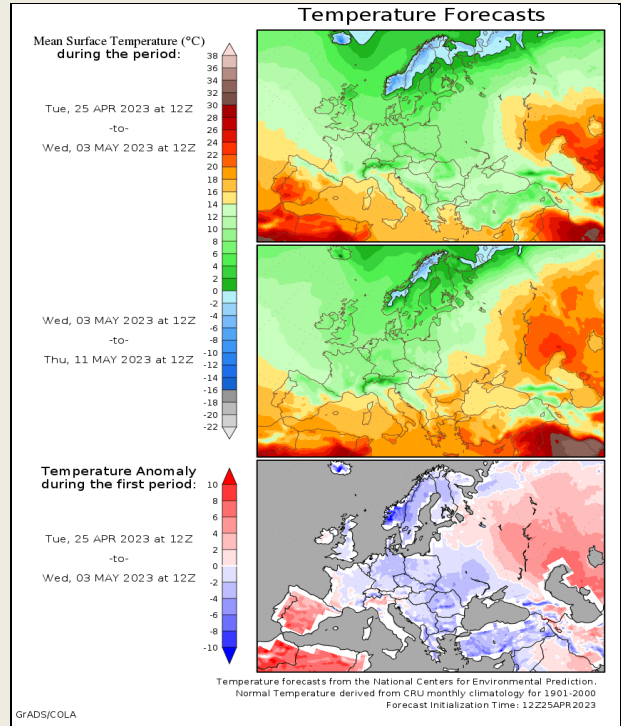 Temperature Forecasts
Mean Surface Temperature (°C)
during the period:
Tue, 25 APR 2023 at 12Z
-to-
Wed, 03 MAY 2023 at 12Z
38
36
34
32
30
28
26
24
22
20
18
16
14
12
10
8
6
4
2
0
-2
-4
-6
-8
-10
-12
-14
-16
-18
-20
-22
Wed, 03 MAY 2023 at 12Z
-to-
Thu, 11 MAY 2023 at 12Z
Temperature Anomaly
during the first period:
Tue, 25 APR 2023 at 12Z
-to-
Wed, 03 MAY 2023 at 12Z
10
8
6
4
2
0
-2
-4
-6
-8
-10
Temperature forecasts from the National Centers for Environmental Prediction.
Normal Temperature derived from CRU monthly climatology for 1901-2000
Forecast Initialization Time: 12Z25APR2023
GrADS/COLA